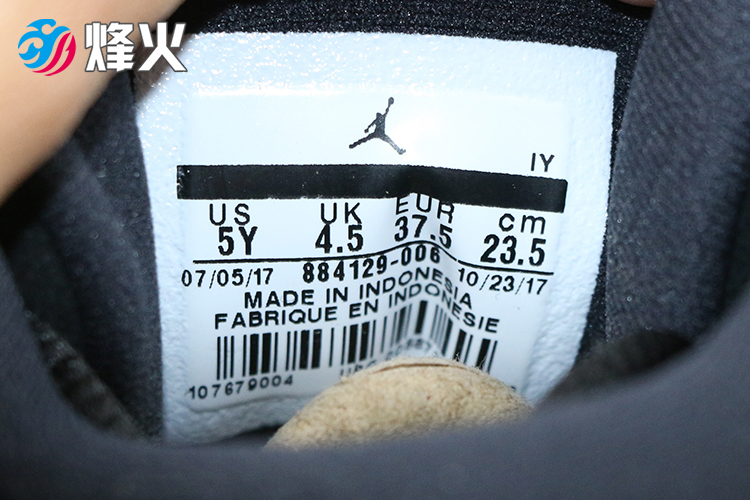 烽火
IY
US UK EUR cm
5Y 4.5 37.5 23.5
07/05/17 884129-006 10/23/17
MADE IN INDONESIA
FABRIQUE EN INDONESIE
107679004